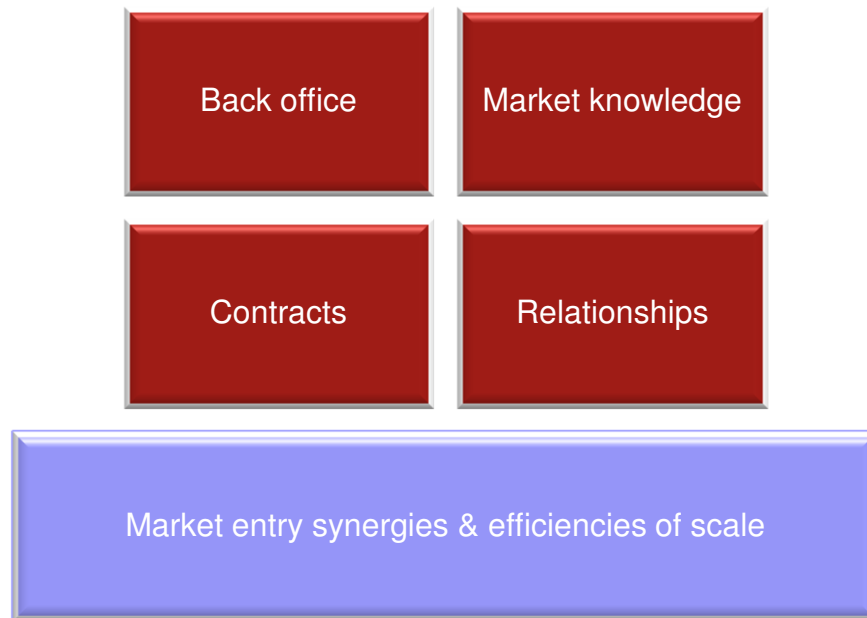 Back office
Market knowledge
Contracts
Relationships
Market entry synergies & efficiencies of scale